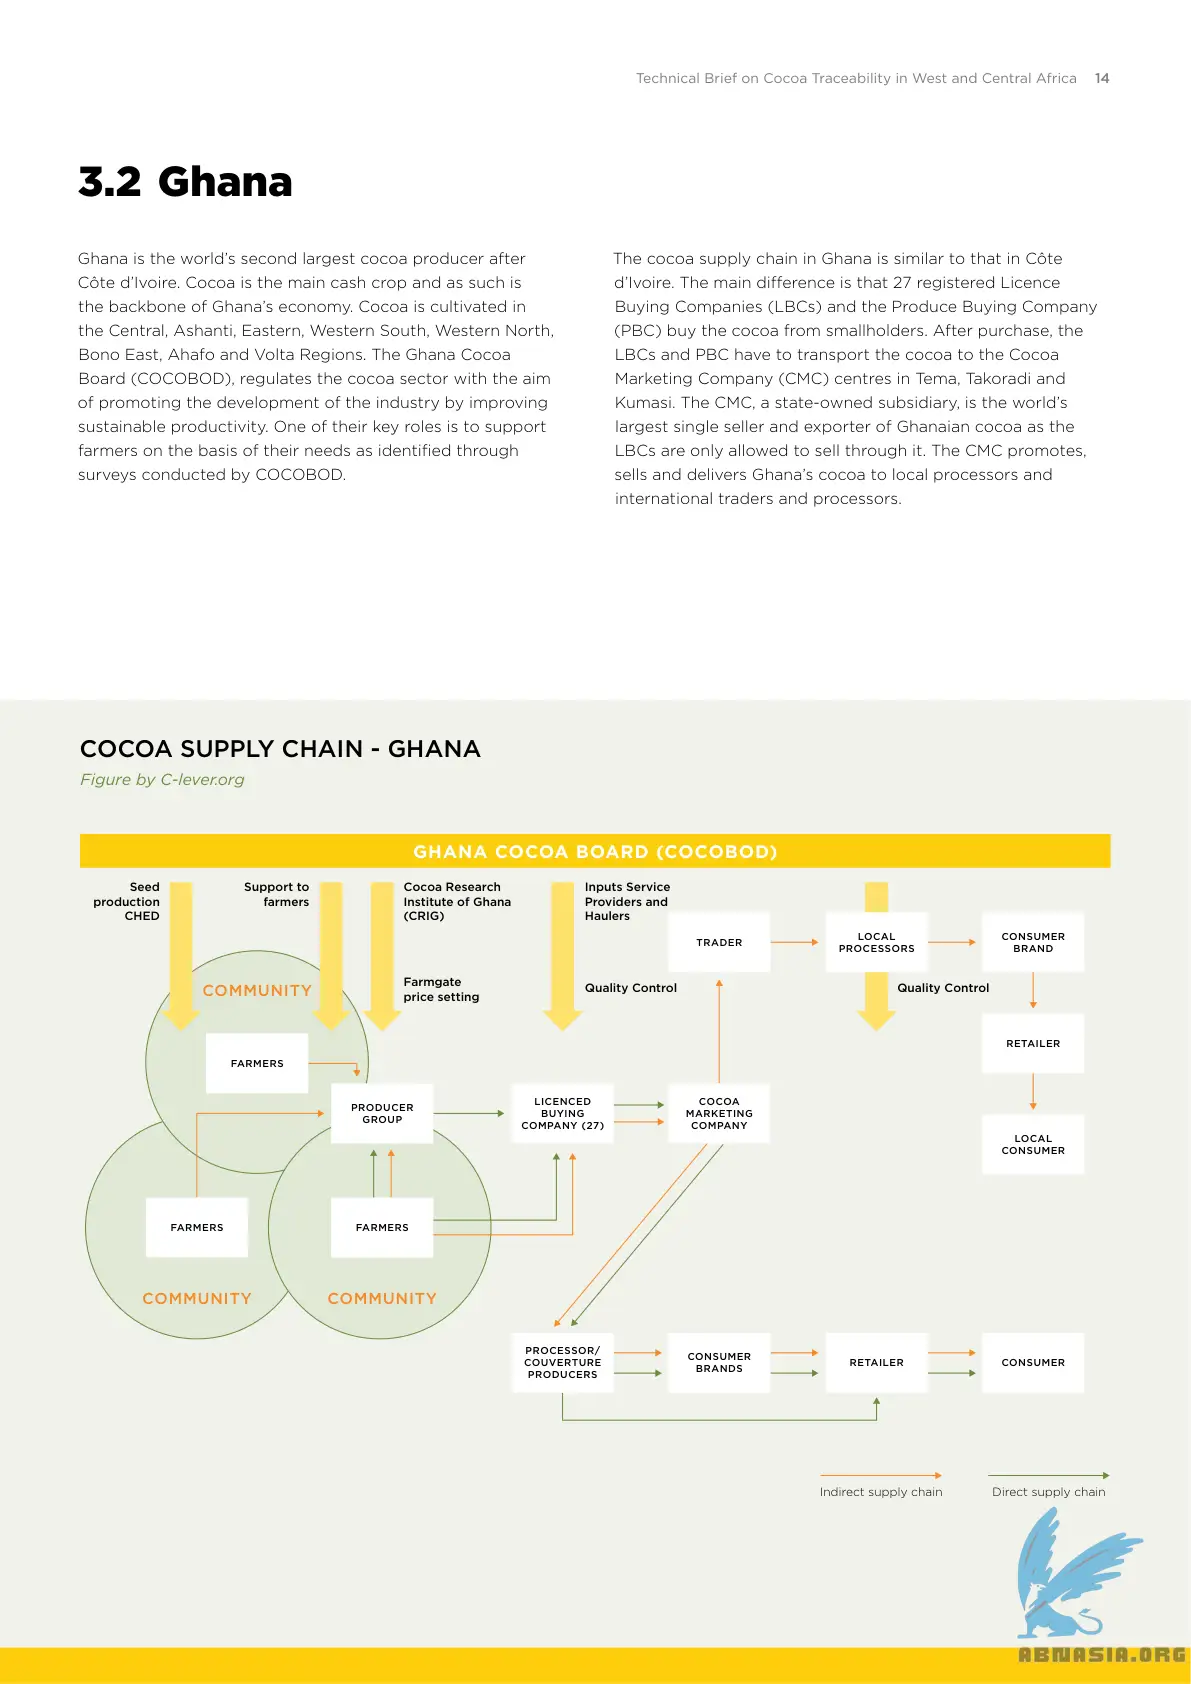 Technical Brief on Cocoa Traceability in West and Central Africa 14
3.2 Ghana
Ghana is the world’s second largest cocoa producer after
Côte d’Ivoire. Cocoa is the main cash crop and as such is
the backbone of Ghana’s economy. Cocoa is cultivated in
the Central, Ashanti, Eastern, Western South, Western North,
Bono East, Ahafo and Volta Regions. The Ghana Cocoa
Board (COCOBOD), regulates the cocoa sector with the aim
of promoting the development of the industry by improving
sustainable productivity. One of their key roles is to support
farmers on the basis of their needs as identified through
surveys conducted by COCOBOD.
The cocoa supply chain in Ghana is similar to that in Côte
d’Ivoire. The main difference is that 27 registered Licence
Buying Companies (LBCs) and the Produce Buying Company
(PBC) buy the cocoa from smallholders. After purchase, the
LBCs and PBC have to transport the cocoa to the Cocoa
Marketing Company (CMC) centres in Tema, Takoradi and
Kumasi. The CMC, a state-owned subsidiary, is the world’s
largest single seller and exporter of Ghanaian cocoa as the
LBCs are only allowed to sell through it. The CMC promotes,
sells and delivers Ghana’s cocoa to local processors and
international traders and processors.
COCOA SUPPLY CHAIN - GHANA
Figure by C-lever.org
GHANA COCOA BOARD (COCOBOD)
Seed
production
CHED
Support to
farmers
Cocoa Research
Institute of Ghana
(CRIG)
Farmgate
price setting
Inputs Service
Providers and
Haulers
Quality Control
TRADER
LOCAL
PROCESSORS
CONSUMER
BRAND
Quality Control
COMMUNITY
FARMERS
RETAILER
PRODUCER
GROUP
LICENCED
BUYING
COMPANY (27)
COCOA
MARKETING
COMPANY
LOCAL
CONSUMER
FARMERS
FARMERS
COMMUNITY
COMMUNITY
PROCESSOR/
COUVERTURE
PRODUCERS
CONSUMER
BRANDS
RETAILER
CONSUMER
Indirect supply chain
Direct supply chain
ABNASIA.ORG